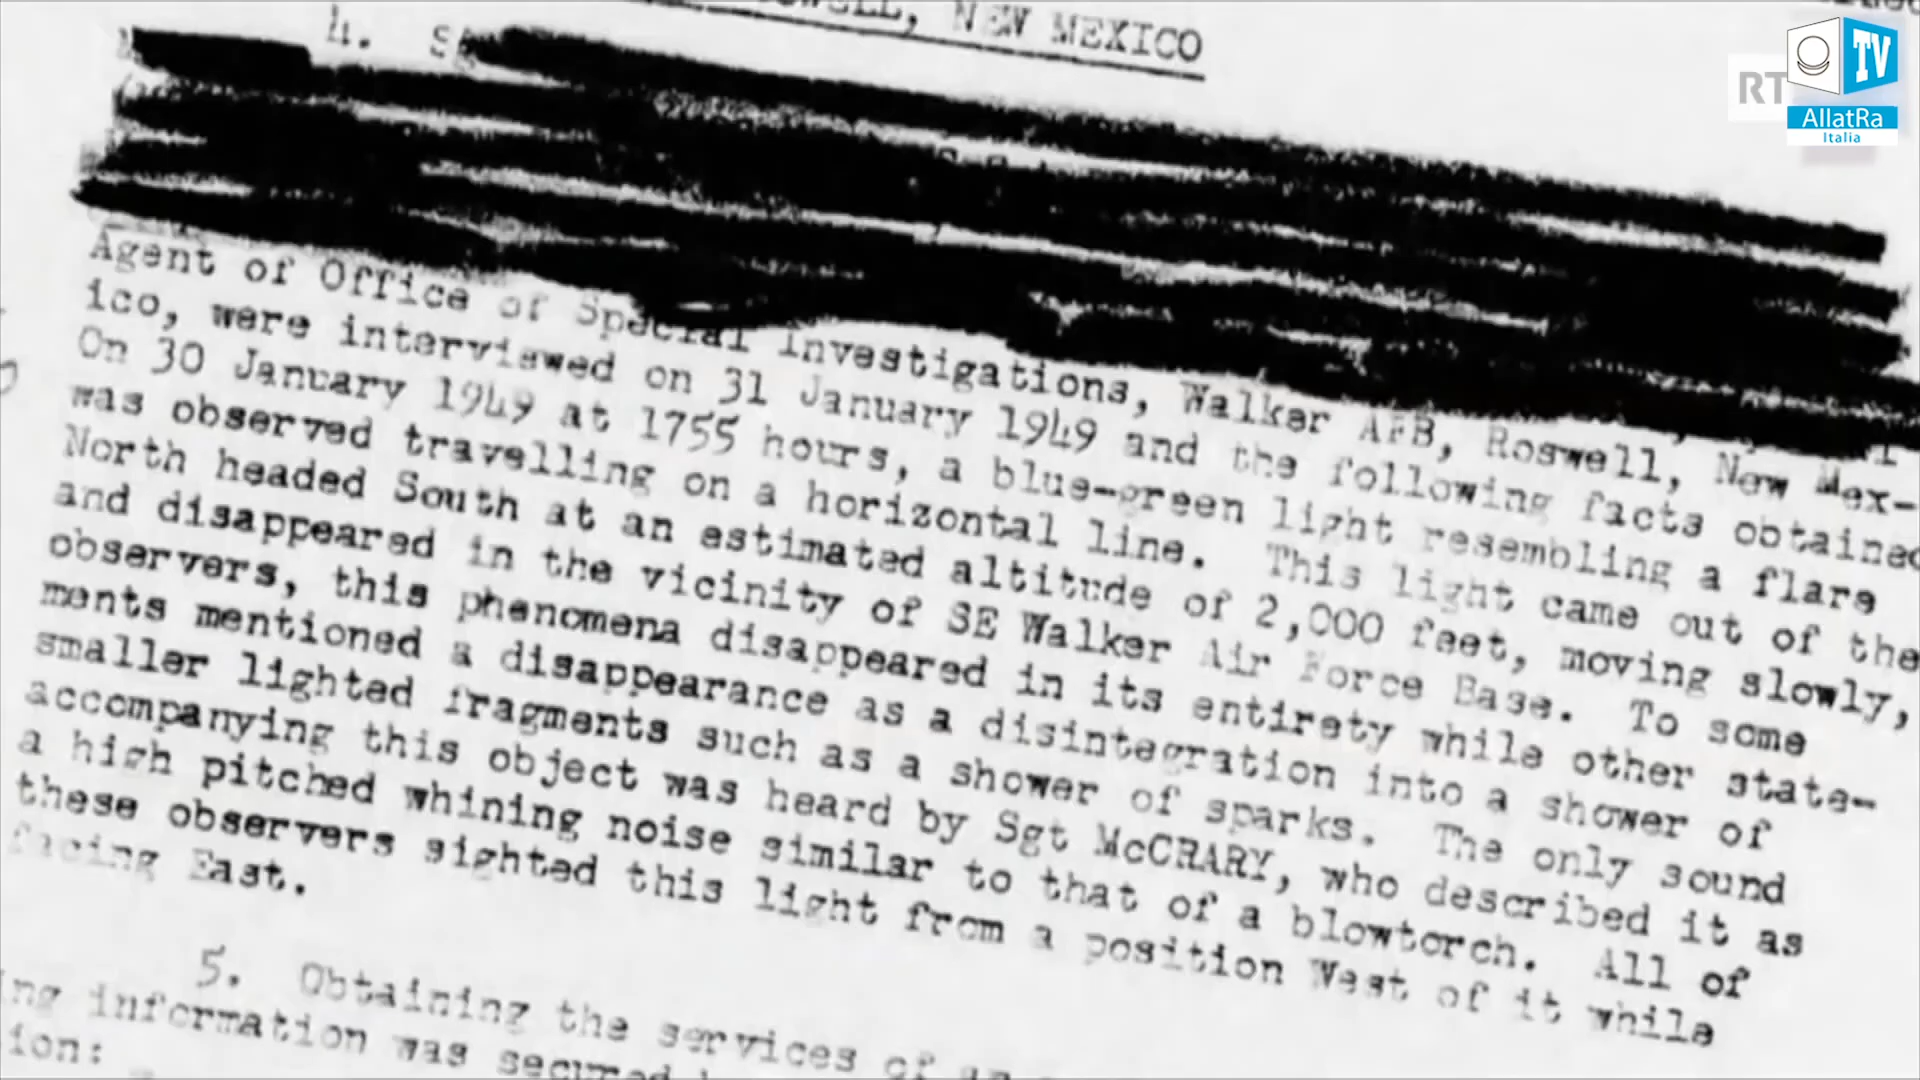 NEW MEXICO
RT
TV
AllatRa
Italia
4. S
Agent of Office of Special Investigations, Walker AFB, Roswell, New Mex-
ico, were interviewed on 31 January 1949 and the following facts obtained
On 30 January 1949 at 1755 hours, a blue-green light resembling a flare
was observed travelling on a horizontal line. This light came out of the
North headed South at an estimated altitude of 2,000 feet, moving slowly,
and disappeared in the vicinity of SE Walker Air Force Base. To some
observers, this phenomena disappeared in its entirety while other state-
ments mentioned a disappearance as a disintegration into a shower of
smaller lighted fragments such as a shower of sparks. The only sound
accompanying this object was heard by Sgt McCRARY, who described it as
a high pitched whining noise similar to that of a blowtorch. All of
these observers sighted this light from a position West of it while
facing East.
5. Obtaining the services of
ing information was secured
ion: